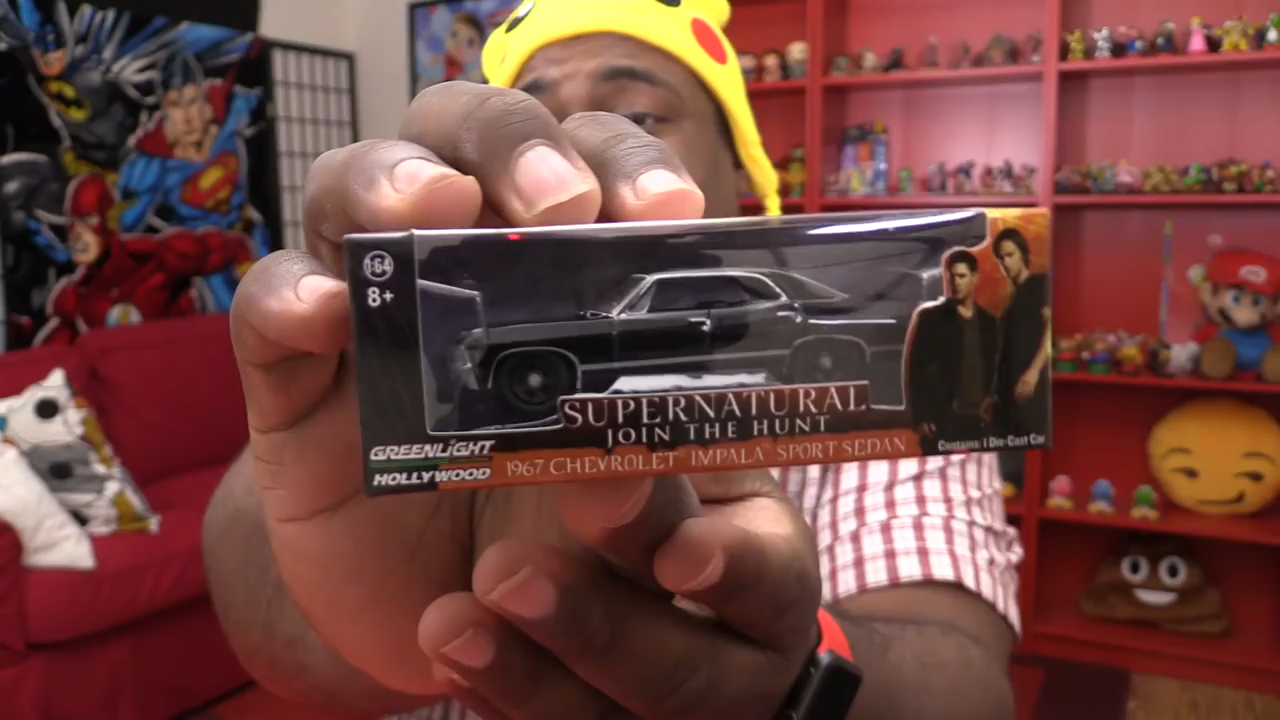 1:64
8+
SUPERNATURAL
JOIN THE HUNT
GREENLiGHT
HOLLYWOOD
1967 CHEVROLET IMPALA SPORT SEDAN
Contains: 1 Die-Cast Car